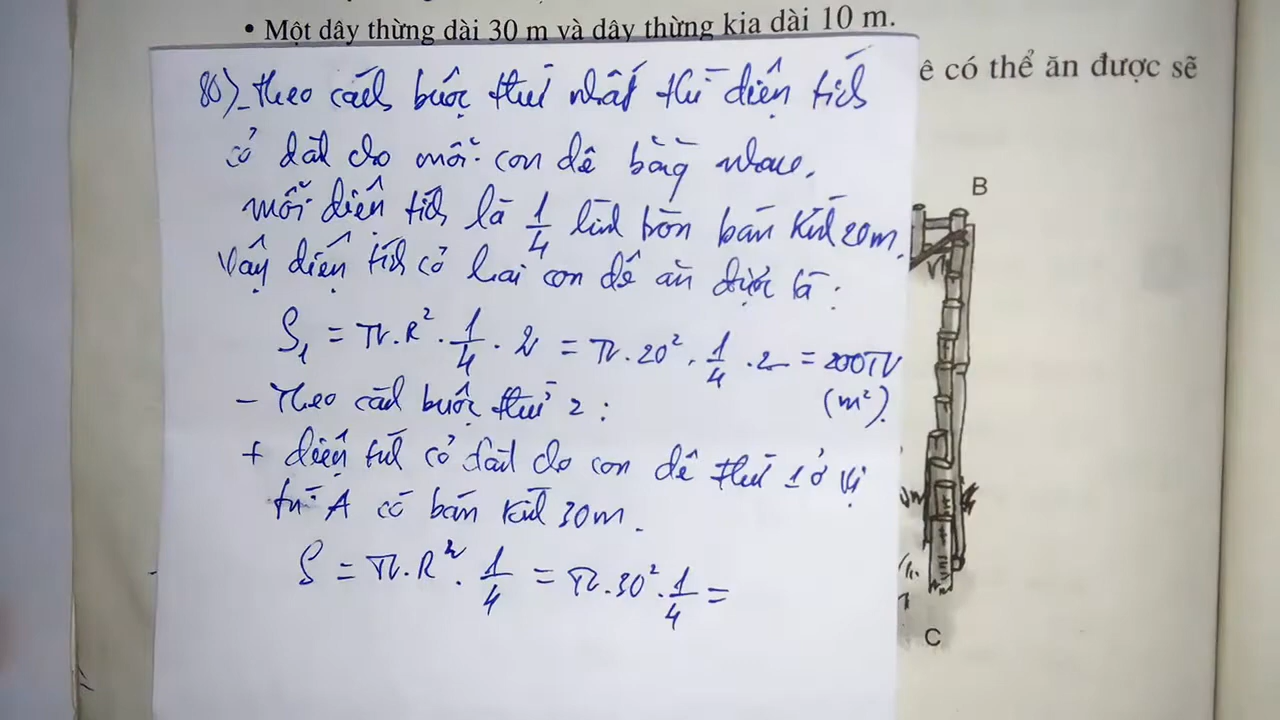 • Một dây thừng dài 30 m và dây thừng kia dài 10 m.
ê có thể ăn được sẽ
80) - Theo cách buộc thứ nhất thì diện tích
cỏ dành cho mỗi con dê bằng nhau.
mỗi diện tích là 1/4 hình tròn bán kính 20m.
Vậy diện tích cỏ hai con dê ăn được là:
S₁ = π.R².1/4.2 = π.20².1/4.2 = 200π
(m²).
- Theo cách buộc thứ 2:
+ diện tích cỏ dành cho con dê thứ 1 ở vị
trí A có bán kính 30m.
S = π.R².1/4 = π.30².1/4 =
B
C